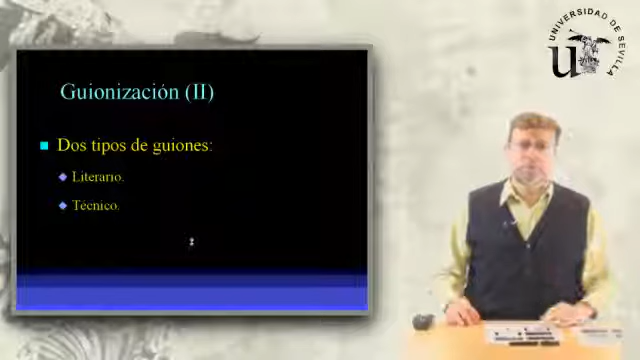 Guionización (II)
Dos tipos de guiones:
Literario.
Técnico.
UNIVERSIDAD DE SEVILLA
u